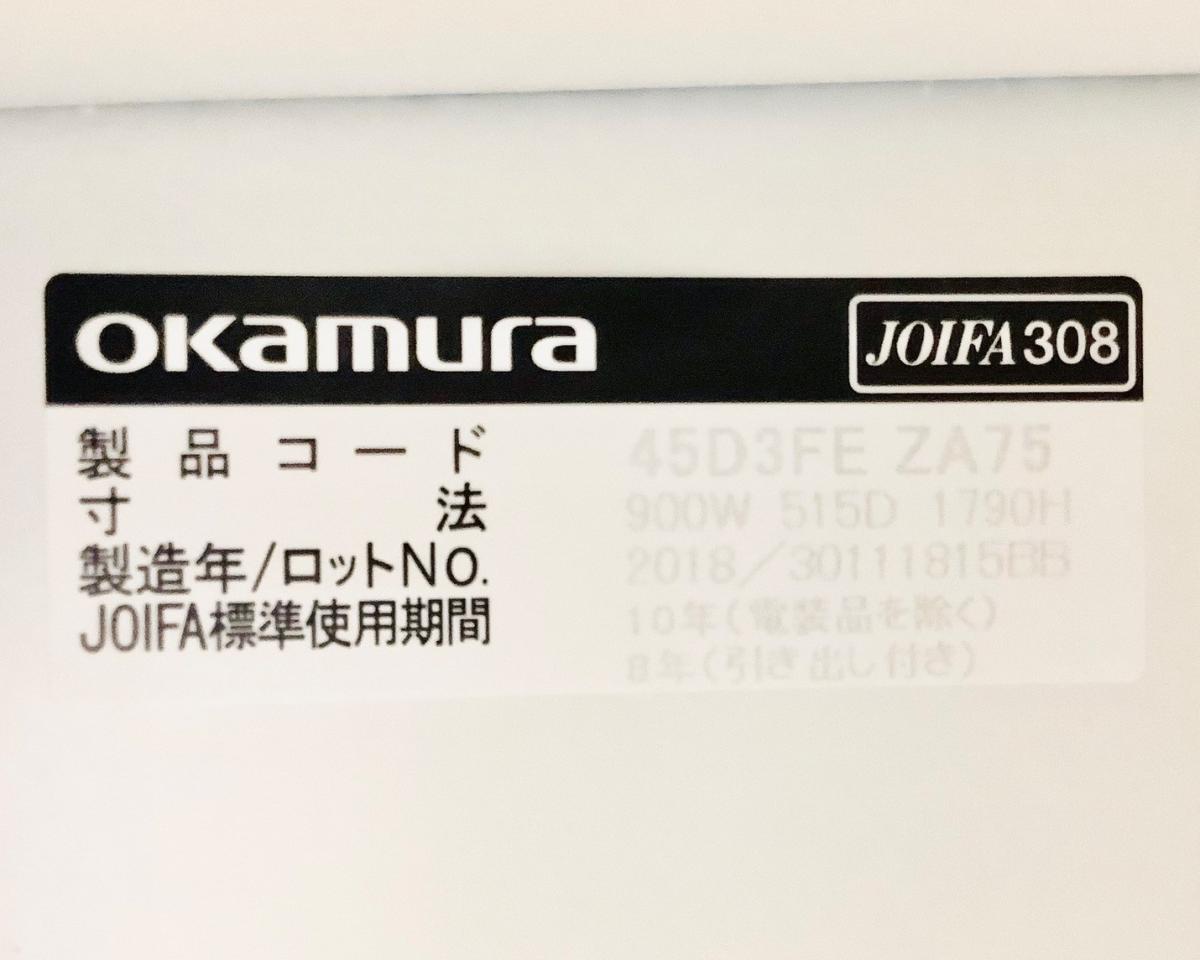 okamura JOIFA308
製品コード 45D3FE ZA75
寸法 900W 515D 1790H
製造年/ロットNo. 2018/30111815BB
JOIFA標準使用期間 10年(電装品を除く)
8年(引き出し付き)